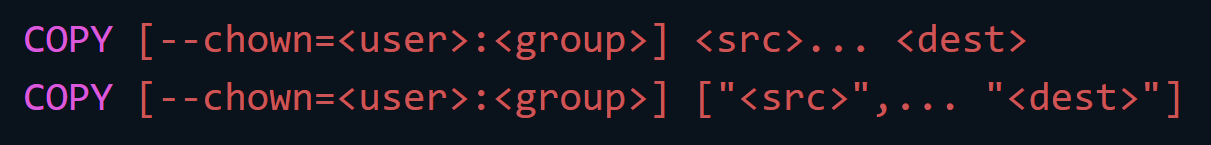 COPY [--chown=<user>:<group>] <src>... <dest>
COPY [--chown=<user>:<group>] ["<src>",... "<dest>"]